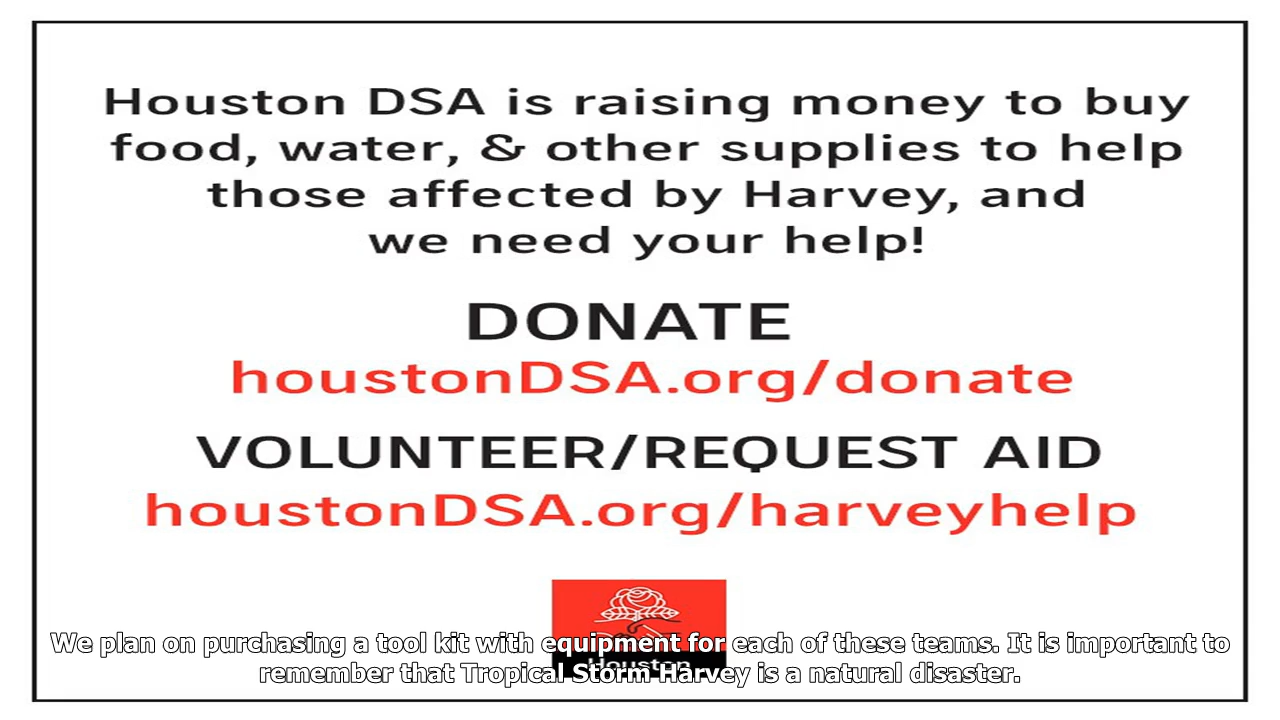 Houston DSA is raising money to buy
food, water, & other supplies to help
those affected by Harvey, and
we need your help!
DONATE
houstonDSA.org/donate
VOLUNTEER/REQUEST AID
houstonDSA.org/harveyhelp
We plan on purchasing a tool kit with equipment for each of these teams. It is important to
Houston
remember that Tropical Storm Harvey is a natural disaster.